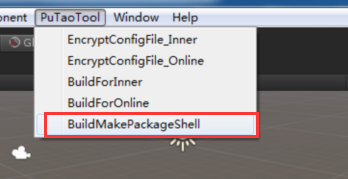 onent PuTaoTool Window Help
EncryptConfigFile_Inner
EncryptConfigFile_Online
BuildForInner
BuildForOnline
BuildMakePackageShell